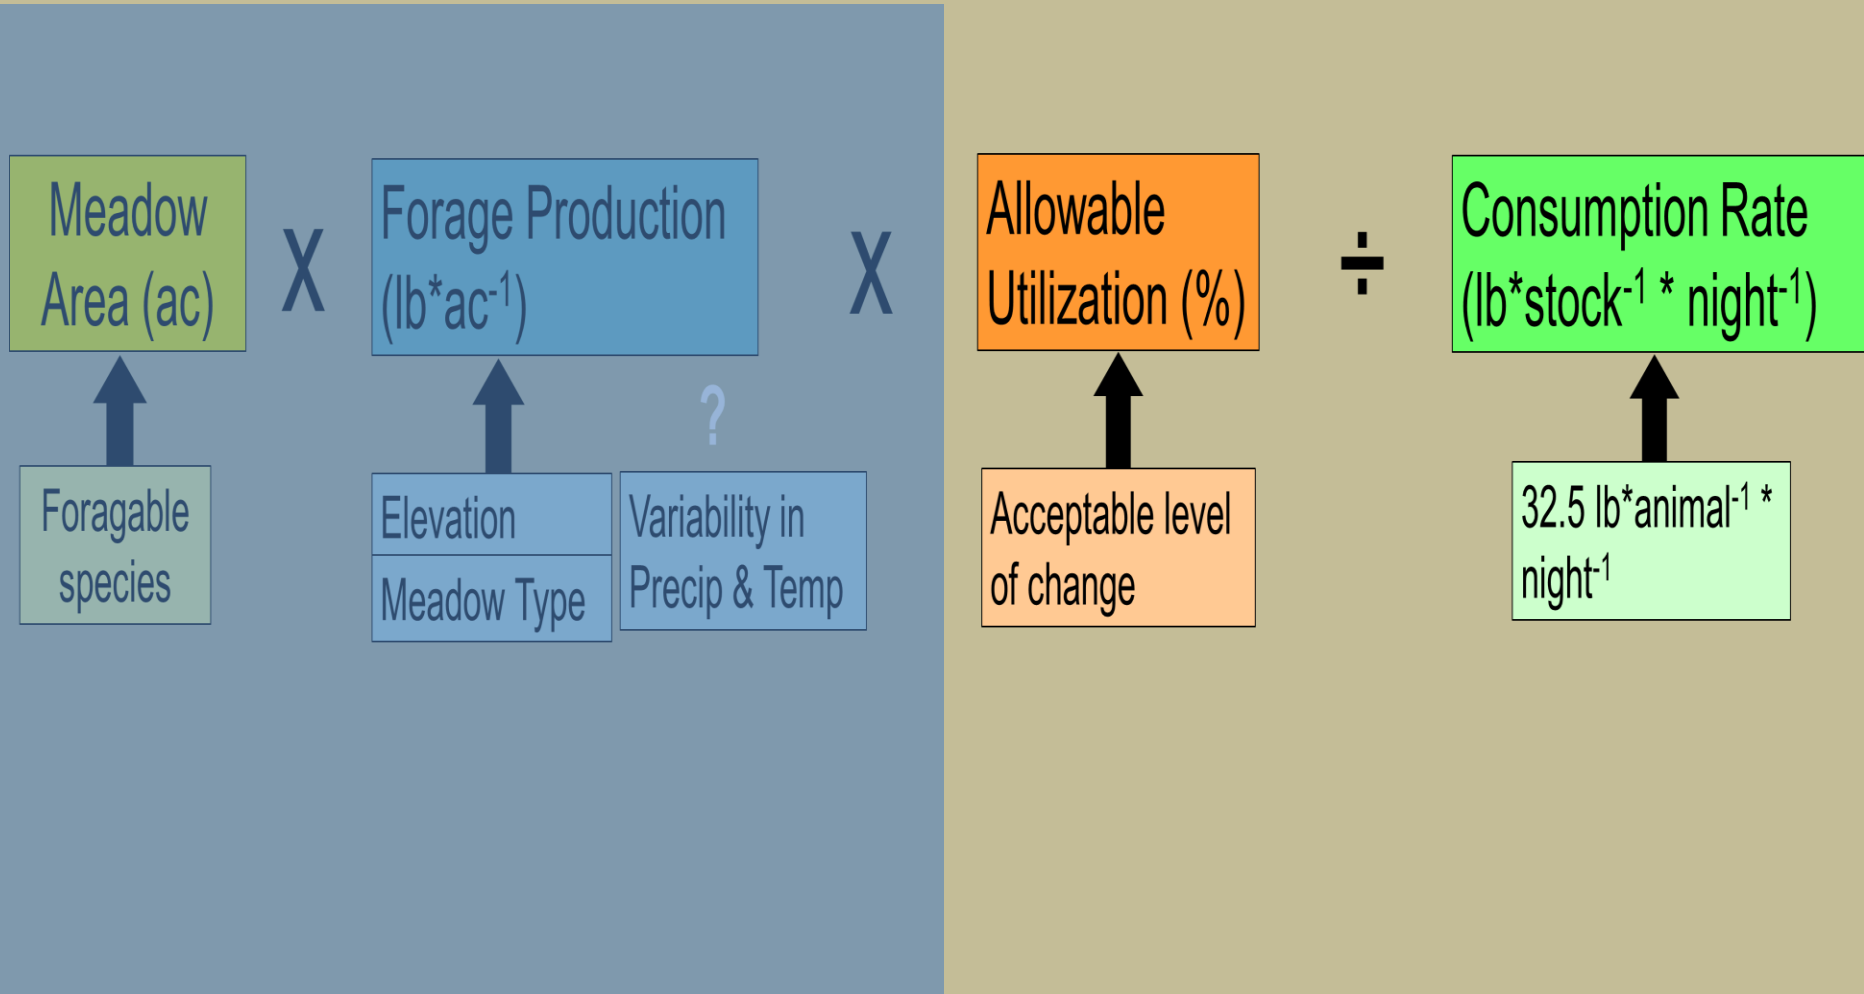 Meadow
Area (ac)
X
Forage Production
(lb*ac-1)
X
Allowable
Utilization (%)
÷
Consumption Rate
(lb*stock-1 * night-1)
Foragable
species
Elevation
Meadow Type
?
Variability in
Precip & Temp
Acceptable level
of change
32.5 lb*animal-1 *
night-1